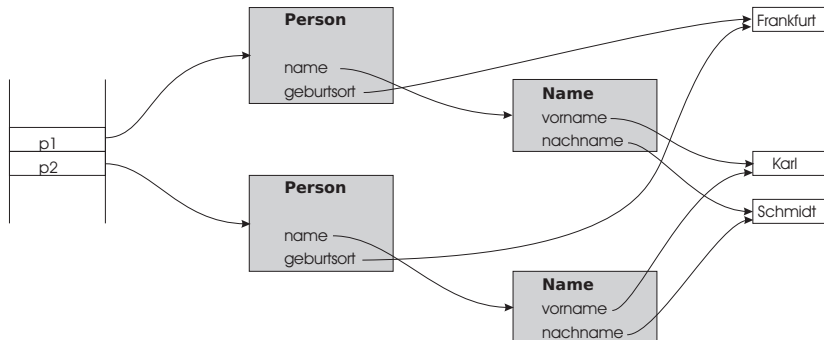 Person
name
geburtsort
Frankfurt
p1
p2
Name
vorname
nachname
Karl
Schmidt
Person
name
geburtsort
Name
vorname
nachname